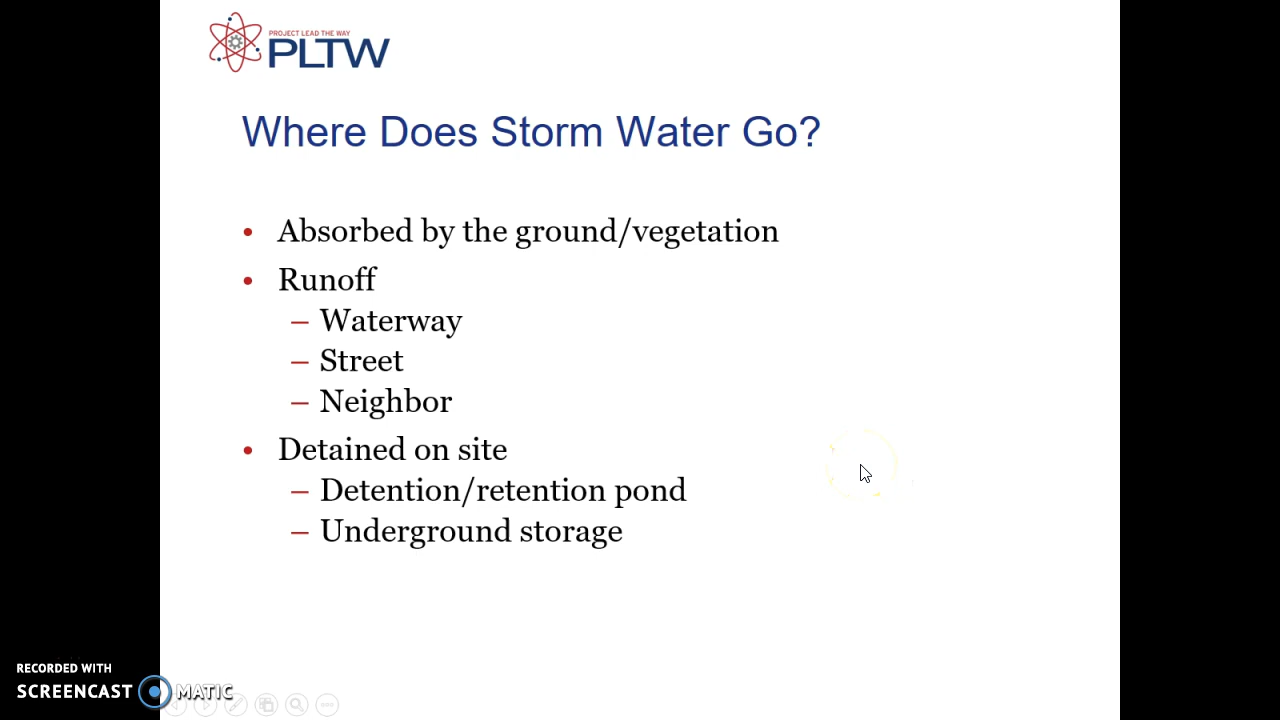 PROJECT LEAD THE WAY
PLTW
Where Does Storm Water Go?
• Absorbed by the ground/vegetation
• Runoff
– Waterway
– Street
– Neighbor
• Detained on site
– Detention/retention pond
– Underground storage
RECORDED WITH
SCREENCAST MATIC